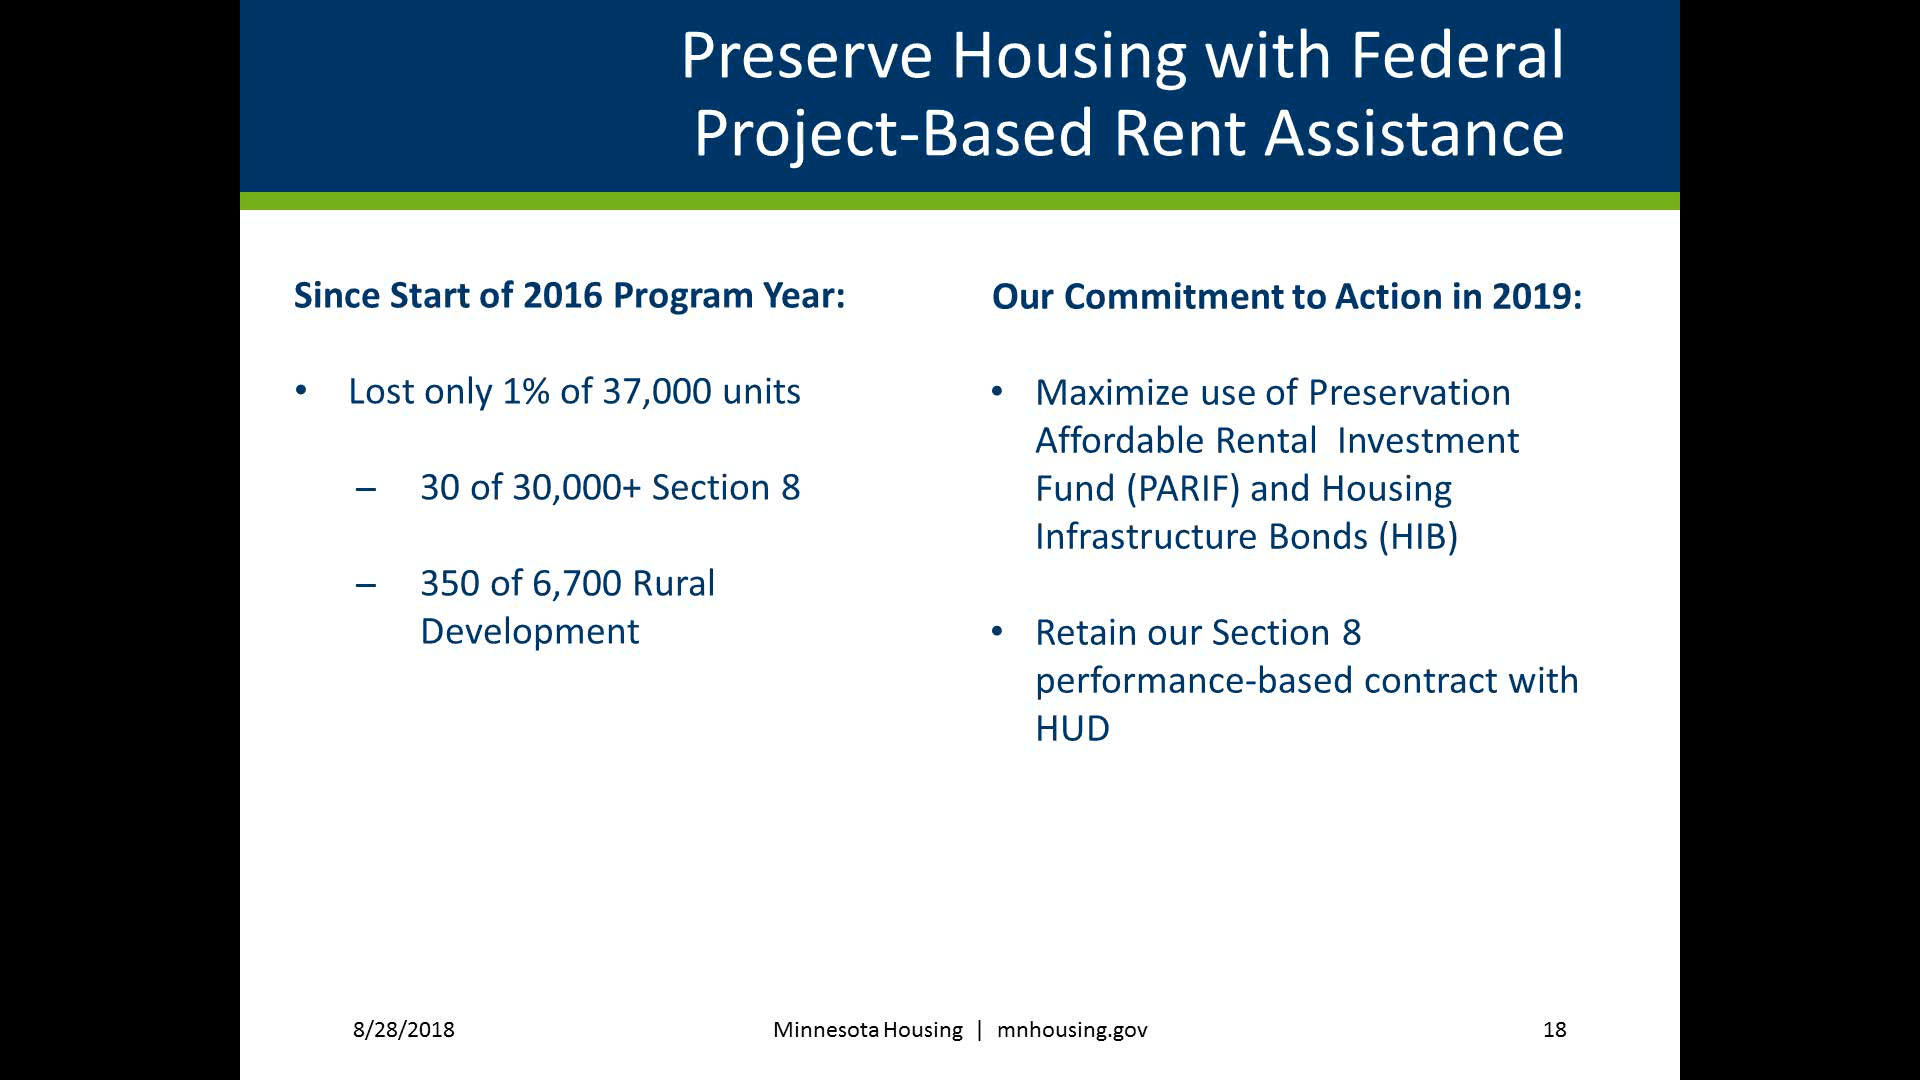 Preserve Housing with Federal
Project-Based Rent Assistance
Since Start of 2016 Program Year:
• Lost only 1% of 37,000 units
– 30 of 30,000+ Section 8
– 350 of 6,700 Rural
Development
Our Commitment to Action in 2019:
• Maximize use of Preservation
Affordable Rental Investment
Fund (PARIF) and Housing
Infrastructure Bonds (HIB)
• Retain our Section 8
performance-based contract with
HUD
8/28/2018
Minnesota Housing | mnhousing.gov
18